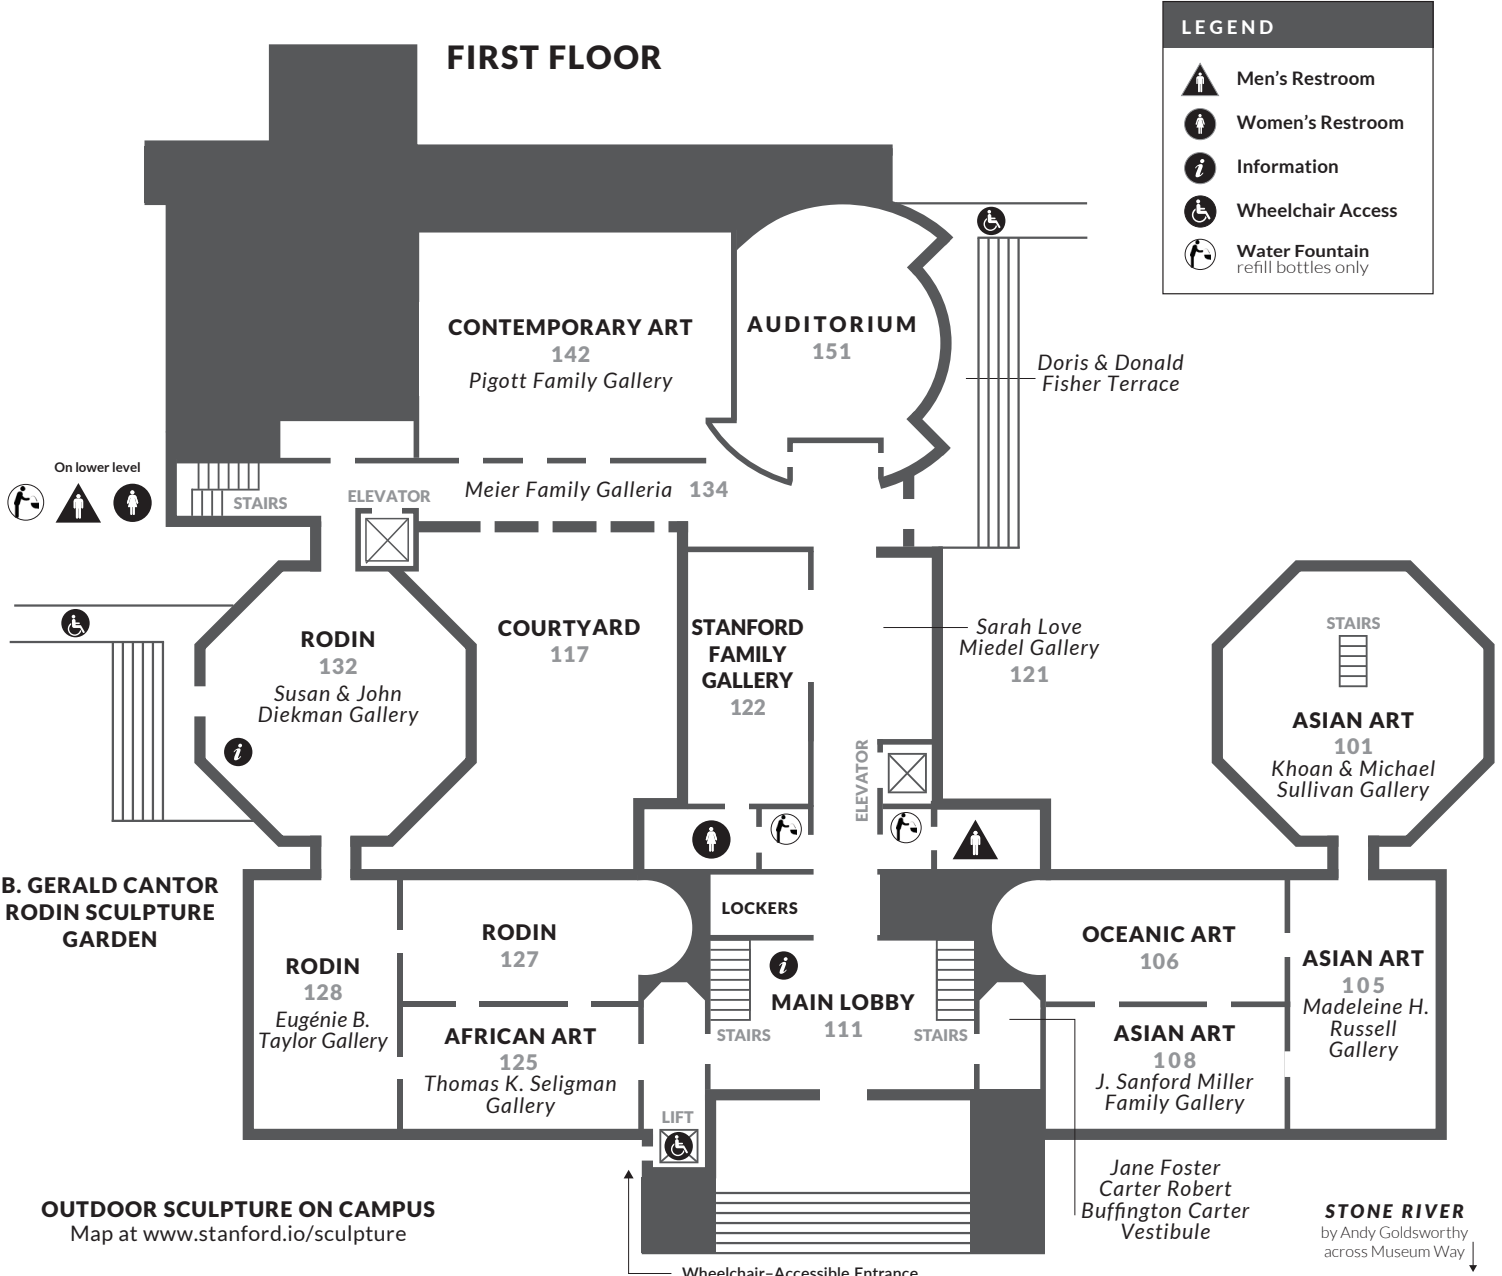 FIRST FLOOR
LEGEND
Men's Restroom
Women's Restroom
i
Information
Wheelchair Access
Water Fountain
refill bottles only
CONTEMPORARY ART
142
Pigott Family Gallery
AUDITORIUM
151
Doris & Donald
Fisher Terrace
On lower level
STAIRS
ELEVATOR
Meier Family Galleria 134
RODIN
132
Susan & John
Diekman Gallery
i
COURTYARD
117
STANFORD
FAMILY
GALLERY
122
Sarah Love
Miedel Gallery
121
ELEVATOR
STAIRS
ASIAN ART
101
Khoan & Michael
Sullivan Gallery
B. GERALD CANTOR
RODIN SCULPTURE
GARDEN
RODIN
128
Eugénie B.
Taylor Gallery
RODIN
127
AFRICAN ART
125
Thomas K. Seligman
Gallery
LOCKERS
i
MAIN LOBBY
111
STAIRS
STAIRS
OCEANIC ART
106
ASIAN ART
108
J. Sanford Miller
Family Gallery
ASIAN ART
105
Madeleine H.
Russell
Gallery
LIFT
Jane Foster
Carter Robert
Buffington Carter
Vestibule
OUTDOOR SCULPTURE ON CAMPUS
Map at www.stanford.io/sculpture
STONE RIVER
by Andy Goldsworthy
across Museum Way
Wheelchair–Accessible Entrance